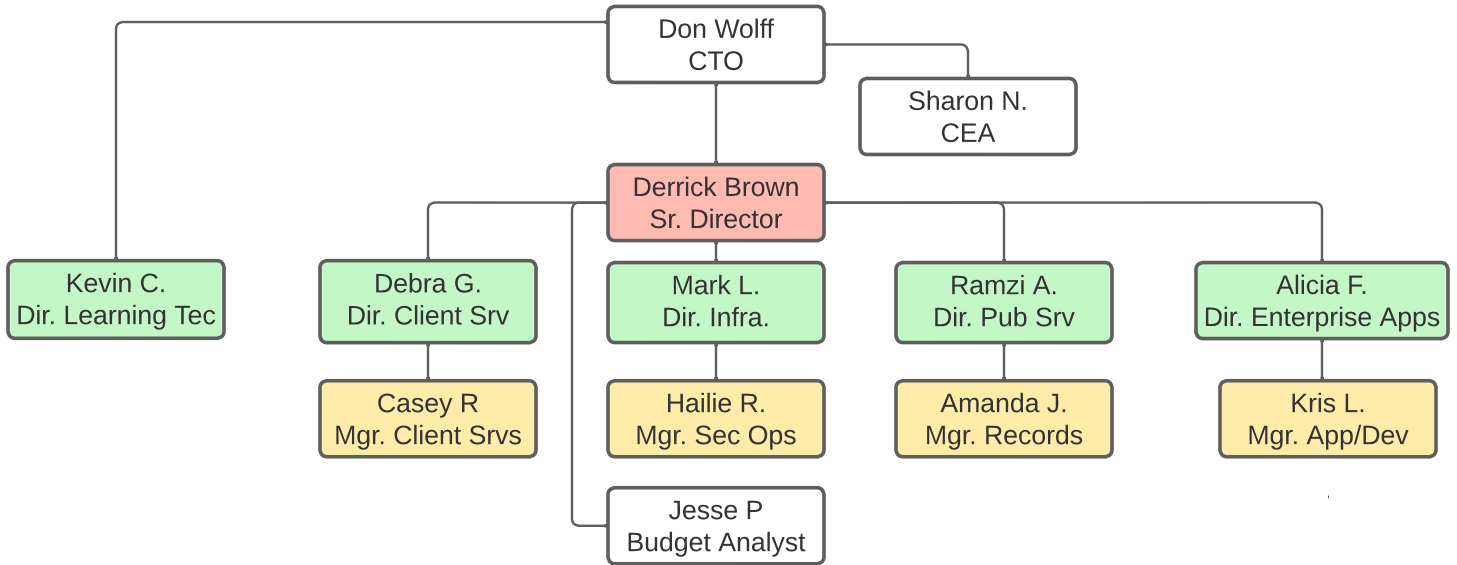 Don Wolff
CTO
Sharon N.
CEA
Derrick Brown
Sr. Director
Kevin C.
Dir. Learning Tec
Debra G.
Dir. Client Srv
Mark L.
Dir. Infra.
Ramzi A.
Dir. Pub Srv
Alicia F.
Dir. Enterprise Apps
Casey R
Mgr. Client Srvs
Hailie R.
Mgr. Sec Ops
Amanda J.
Mgr. Records
Kris L.
Mgr. App/Dev
Jesse P
Budget Analyst